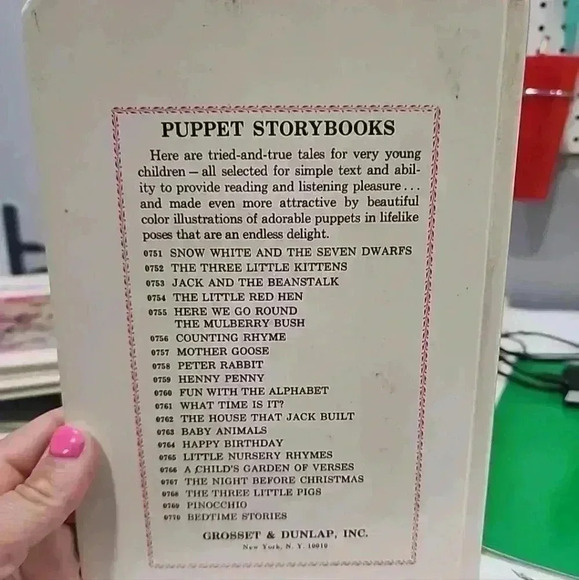 PUPPET STORYBOOKS
Here are tried-and-true tales for very young
children — all selected for simple text and abil-
ity to provide reading and listening pleasure...
and made even more attractive by beautiful
color illustrations of adorable puppets in lifelike
poses that are an endless delight.
0751 SNOW WHITE AND THE SEVEN DWARFS
0752 THE THREE LITTLE KITTENS
0753 JACK AND THE BEANSTALK
0754 THE LITTLE RED HEN
0755 HERE WE GO ROUND
THE MULBERRY BUSH
0756 COUNTING RHYME
0757 MOTHER GOOSE
0758 PETER RABBIT
0759 HENNY PENNY
0760 FUN WITH THE ALPHABET
0761 WHAT TIME IS IT?
0762 THE HOUSE THAT JACK BUILT
0763 BABY ANIMALS
0764 HAPPY BIRTHDAY
0765 LITTLE NURSERY RHYMES
0766 A CHILD'S GARDEN OF VERSES
0767 THE NIGHT BEFORE CHRISTMAS
0768 THE THREE LITTLE PIGS
0769 PINOCCHIO
0770 BEDTIME STORIES
GROSSET & DUNLAP, INC.
New York, N. Y. 10010